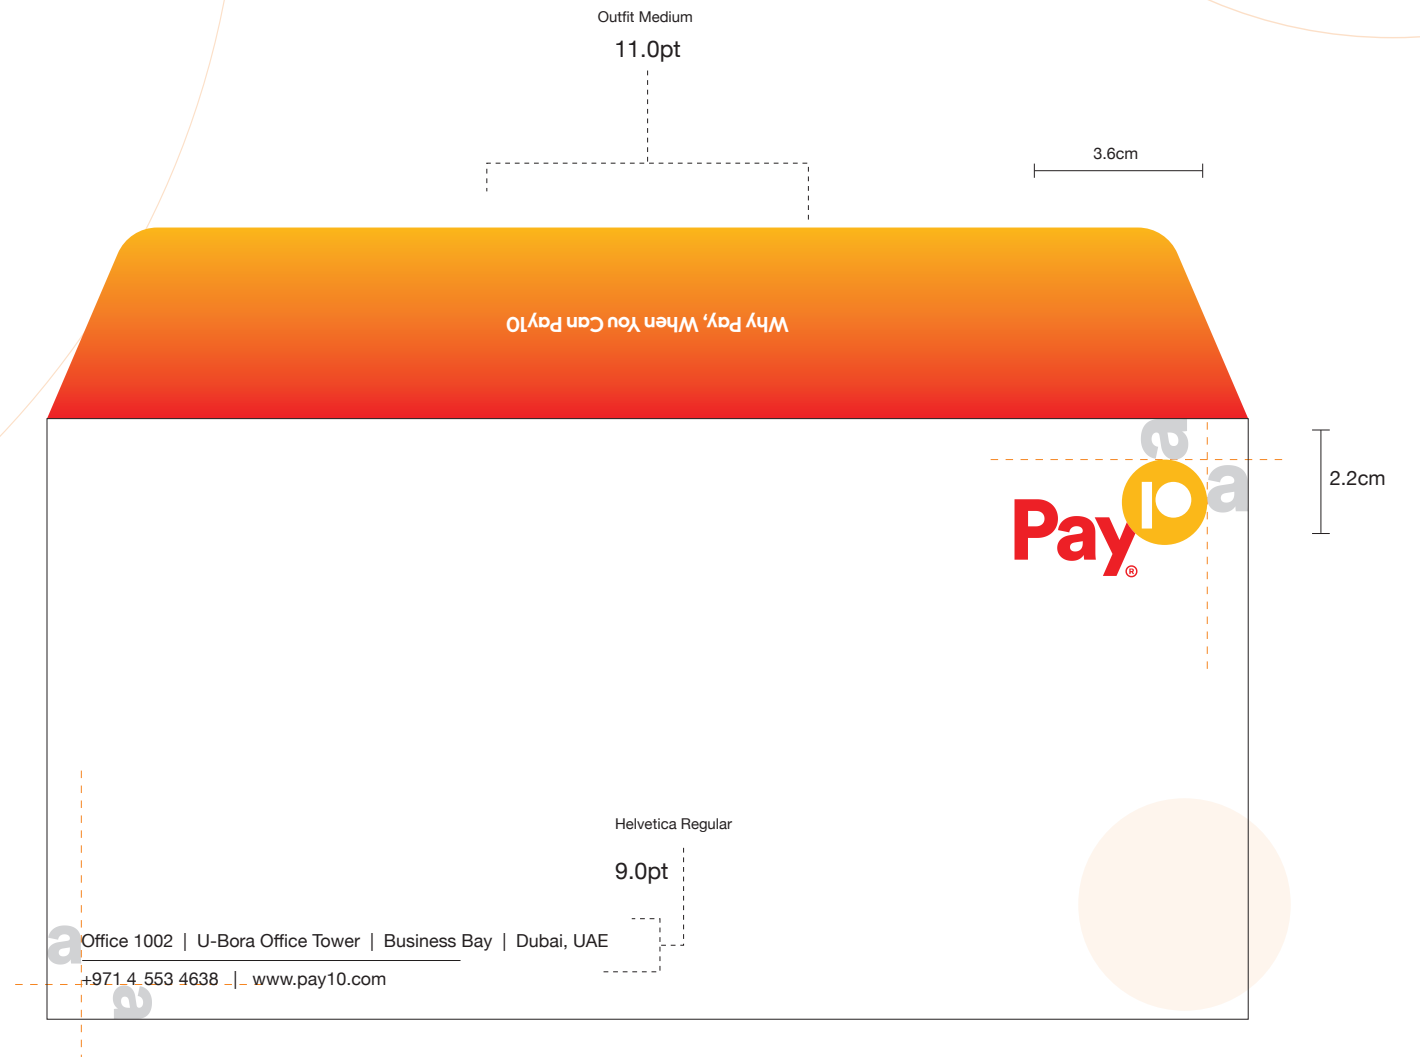 Outfit Medium
11.0pt
3.6cm
Why Pay, When You Can Pay10
a
a
2.2cm
Pay10
®
Helvetica Regular
9.0pt
a
Office 1002 | U-Bora Office Tower | Business Bay | Dubai, UAE
+971 4 553 4638 | www.pay10.com
a